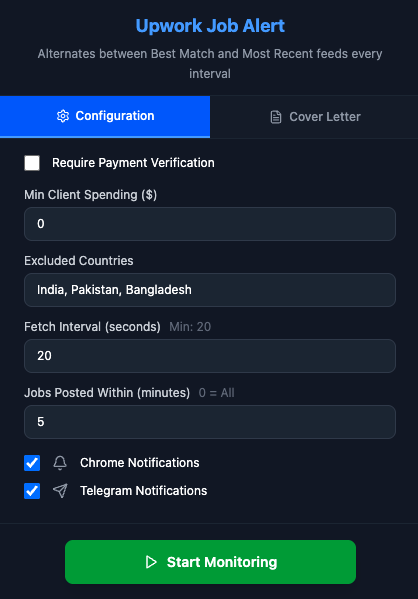 Upwork Job Alert
Alternates between Best Match and Most Recent feeds every
interval
Configuration
Cover Letter
Require Payment Verification
Min Client Spending ($)
0
Excluded Countries
India, Pakistan, Bangladesh
Fetch Interval (seconds) Min: 20
20
Jobs Posted Within (minutes) 0 = All
5
Chrome Notifications
Telegram Notifications
Start Monitoring